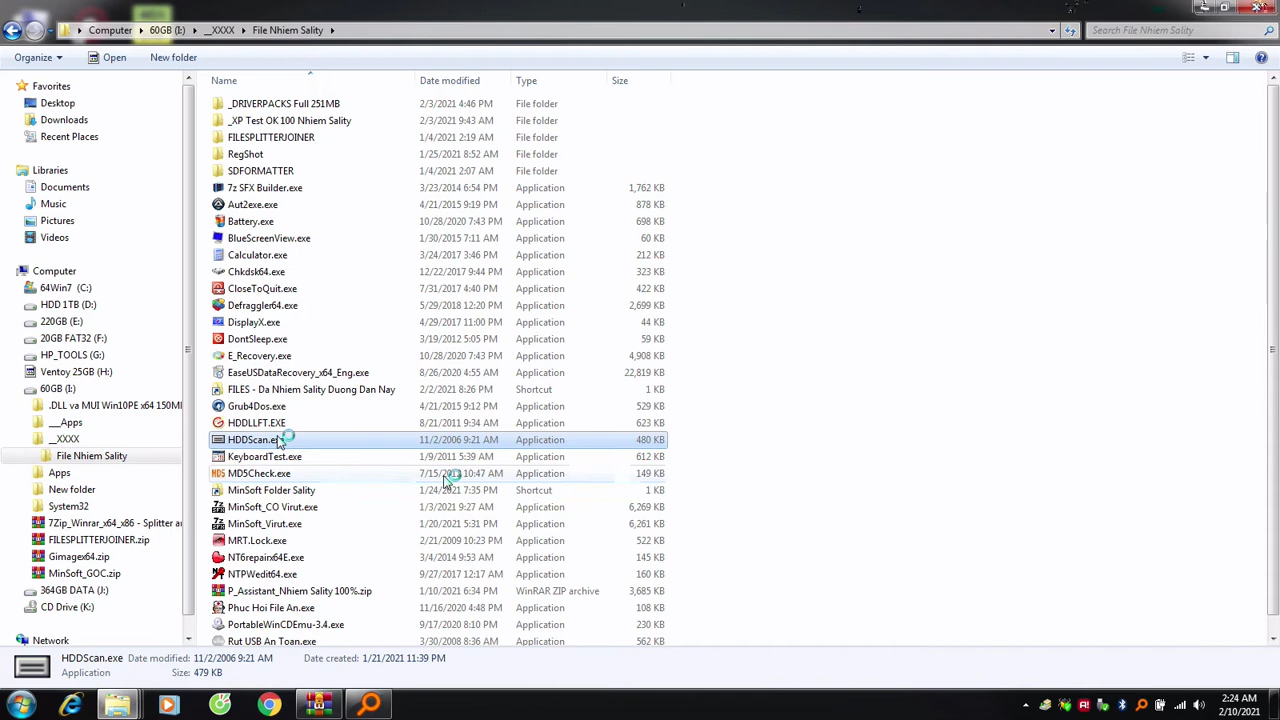 Computer ▸ 60GB (I:) ▸ __XXXX ▸ File Nhiem Sality ▸
Search File Nhiem Sality
Organize Open New folder
Name Date modified Type Size
Favorites
Desktop
Downloads
Recent Places
Libraries
Documents
Music
Pictures
Videos
Computer
64Win7 (C:)
HDD 1TB (D:)
220GB (E:)
20GB FAT32 (F:)
HP_TOOLS (G:)
Ventoy 25GB (H:)
60GB (I:)
.DLL va MUI Win10PE x64 150M
__Apps
__XXXX
File Nhiem Sality
Apps
New folder
System32
7Zip_Winrar_x64_x86 - Splitter a
FILESPLITTERJOINER.zip
Gimagex64.zip
MinSoft_GOC.zip
364GB DATA (J:)
CD Drive (K:)
Network
_DRIVERPACKS Full 251MB 2/3/2021 4:46 PM File folder
_XP Test OK 100 Nhiem Sality 2/3/2021 9:43 AM File folder
FILESPLITTERJOINER 1/4/2021 2:19 AM File folder
RegShot 1/25/2021 8:52 AM File folder
SDFORMATTER 1/4/2021 2:07 AM File folder
7z SFX Builder.exe 3/23/2014 6:54 PM Application 1,762 KB
Aut2exe.exe 4/21/2015 9:19 PM Application 878 KB
Battery.exe 10/28/2020 7:43 PM Application 698 KB
BlueScreenView.exe 1/30/2015 7:11 AM Application 60 KB
Calculator.exe 3/24/2017 3:46 PM Application 212 KB
Chkdsk64.exe 12/22/2017 9:44 PM Application 323 KB
CloseToQuit.exe 7/31/2017 4:40 PM Application 422 KB
Defraggler64.exe 5/29/2018 12:20 PM Application 2,699 KB
DisplayX.exe 4/29/2017 11:00 PM Application 44 KB
DontSleep.exe 3/19/2012 5:05 PM Application 59 KB
E_Recovery.exe 10/28/2020 7:43 PM Application 4,908 KB
EaseUSDataRecovery_x64_Eng.exe 8/26/2020 4:55 AM Application 22,819 KB
FILES - Da Nhiem Sality Duong Dan Nay 2/2/2021 8:26 PM Shortcut 1 KB
Grub4Dos.exe 4/21/2015 9:12 PM Application 529 KB
HDDLLFT.EXE 8/21/2011 9:34 AM Application 623 KB
HDDScan.exe 11/2/2006 9:21 AM Application 480 KB
KeyboardTest.exe 1/9/2011 5:39 AM Application 612 KB
MD5 MD5Check.exe 7/15/20 10:47 AM Application 149 KB
MinSoft Folder Sality 1/24/2021 7:35 PM Shortcut 1 KB
MinSoft_CO Virut.exe 1/3/2021 9:27 AM Application 6,269 KB
MinSoft_Virut.exe 1/20/2021 5:31 PM Application 6,261 KB
MRT.Lock.exe 2/21/2009 10:23 PM Application 522 KB
NT6repairx64E.exe 3/4/2014 9:53 AM Application 145 KB
NTPWedit64.exe 9/27/2017 12:17 AM Application 160 KB
P_Assistant_Nhiem Sality 100%.zip 1/10/2021 6:34 PM WinRAR ZIP archive 3,685 KB
Phuc Hoi File An.exe 11/16/2020 4:48 PM Application 108 KB
PortableWinCDEmu-3.4.exe 9/27/2008 6:36 AM Application 230 KB
Rut USB An Toan.exe 3/30/2008 8:36 AM Application 562 KB
HDDScan.exe Date modified: 11/2/2006 9:21 AM Date created: 1/21/2021 11:39 PM
Application Size: 479 KB
2:24 AM
2/10/2021